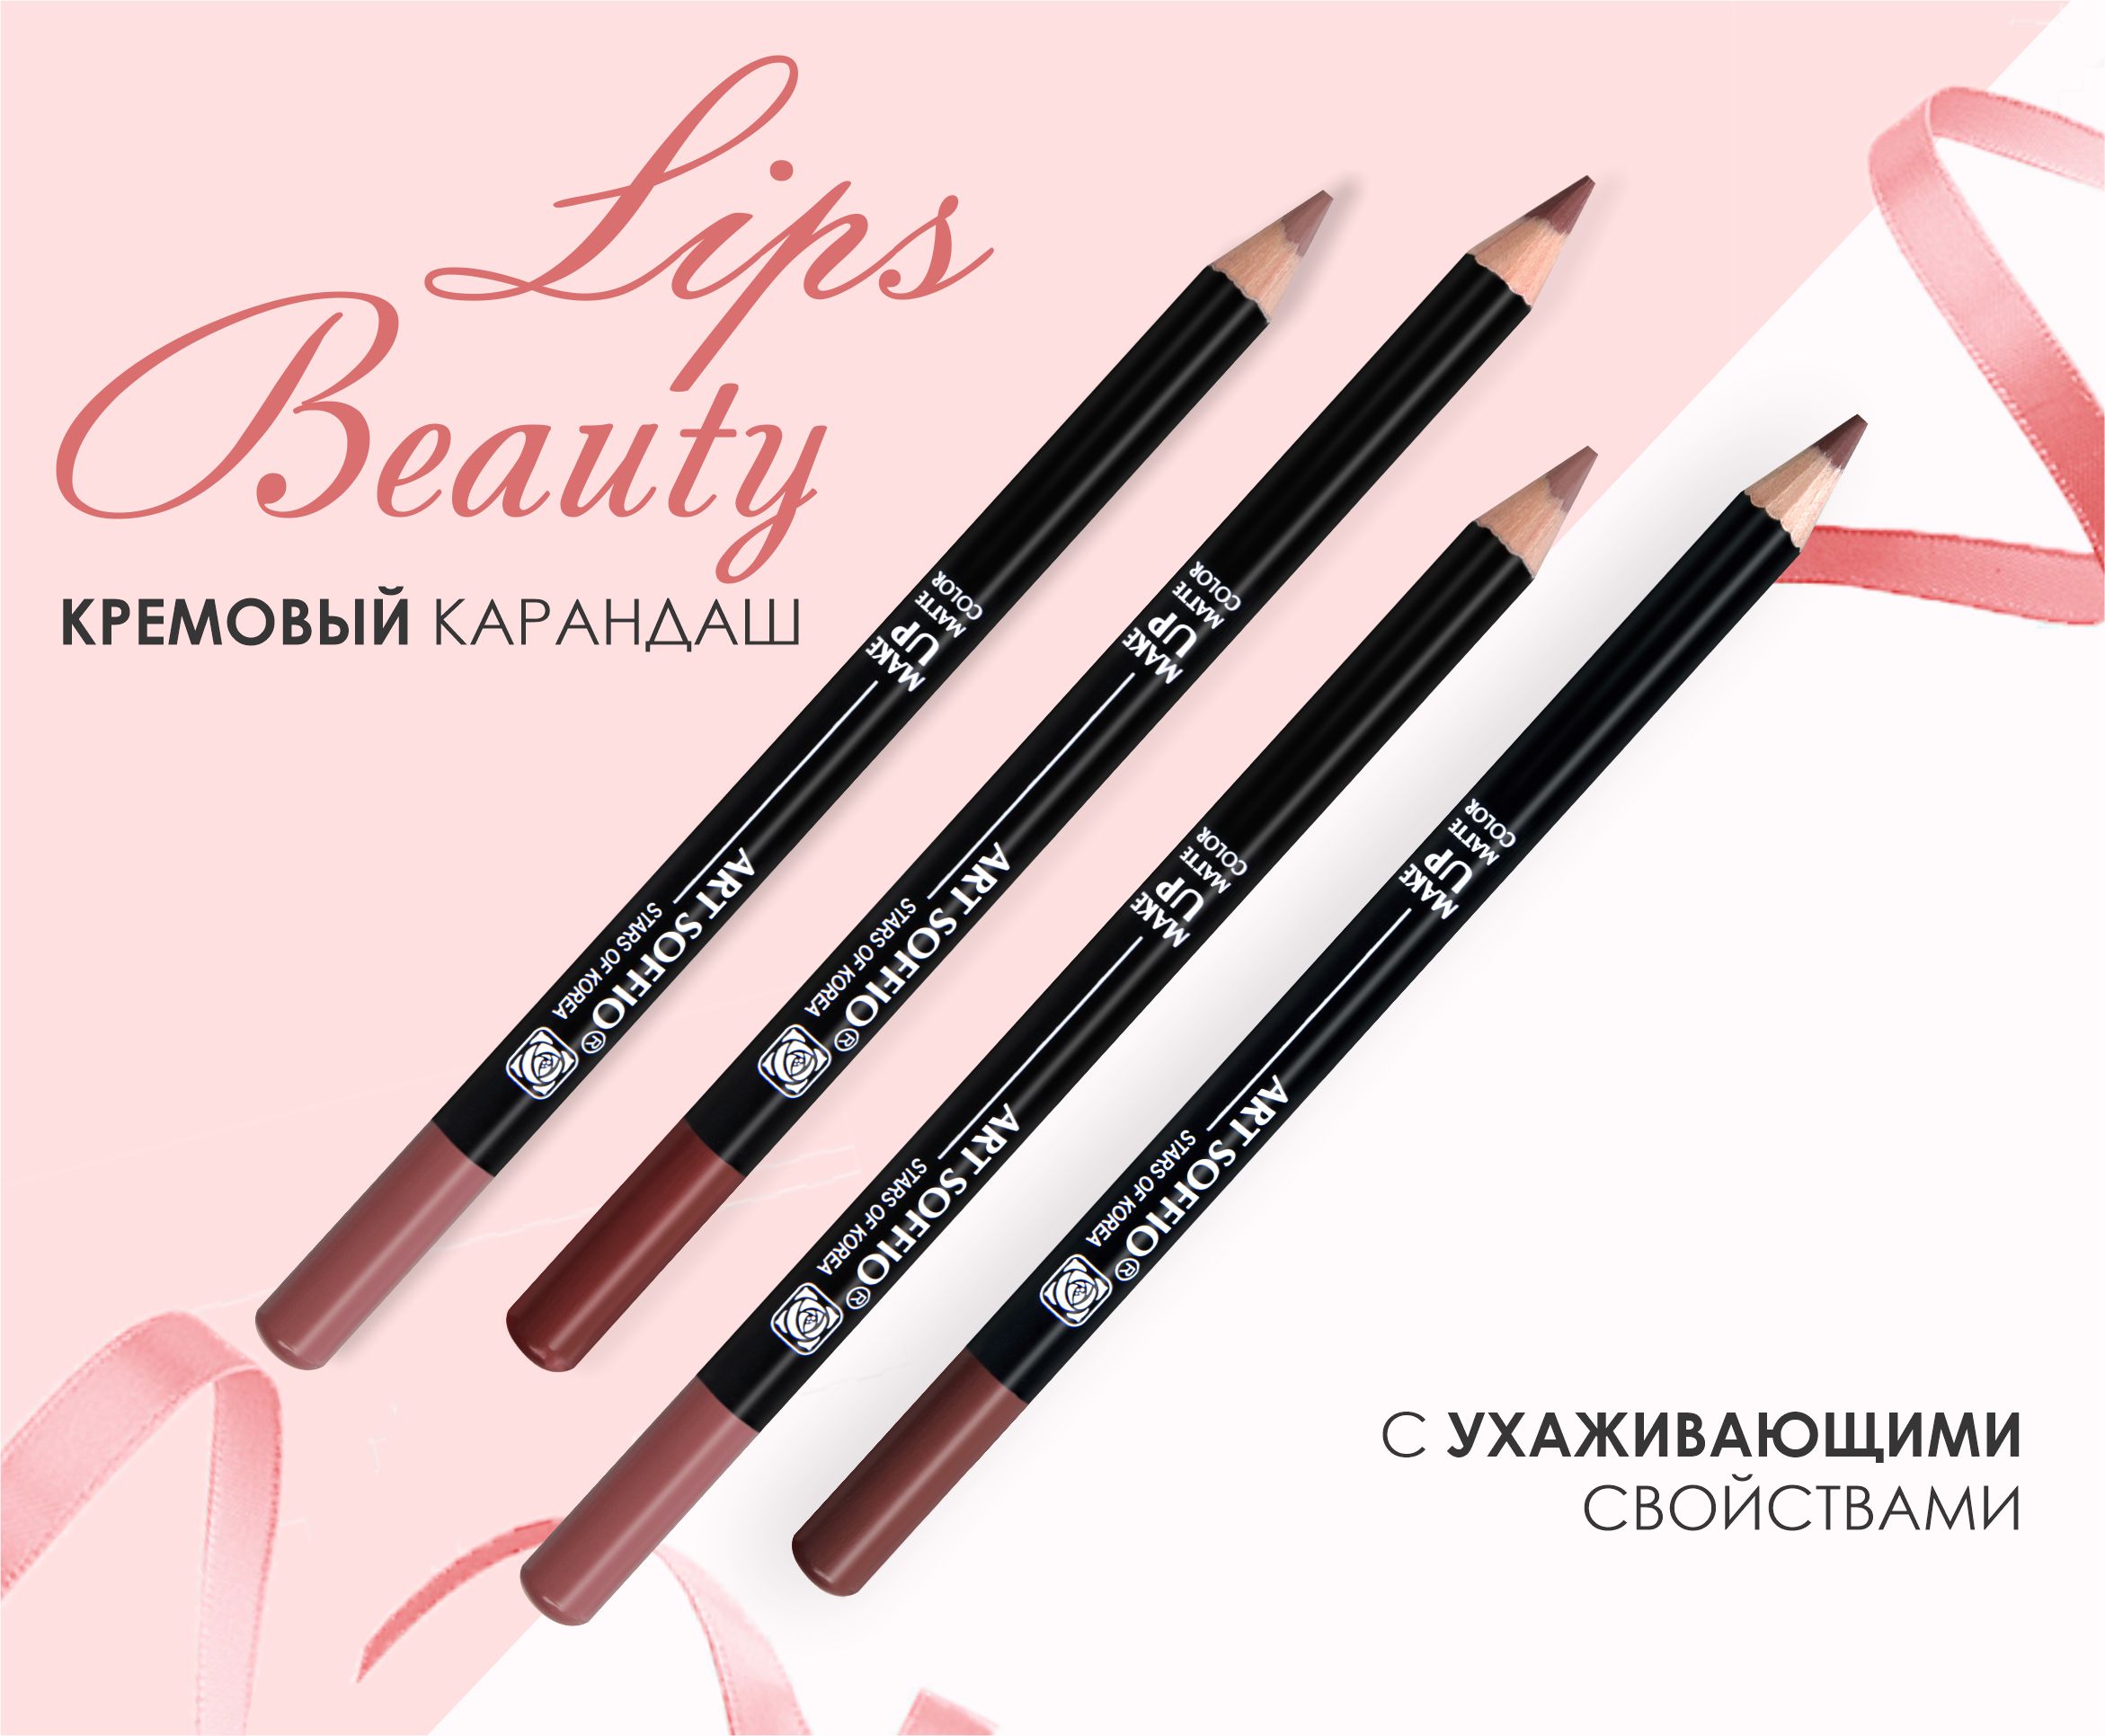 Lips
Beauty
КРЕМОВЫЙ КАРАНДАШ
MAKE
UP
MATTE
COLOR
ART SOFFIO®
STARS OF KOREA
MAKE
UP
MATTE
COLOR
ART SOFFIO®
STARS OF KOREA
MAKE
UP
MATTE
COLOR
ART SOFFIO®
STARS OF KOREA
MAKE
UP
MATTE
COLOR
ART SOFFIO®
STARS OF KOREA
С УХАЖИВАЮЩИМИ
СВОЙСТВАМИ